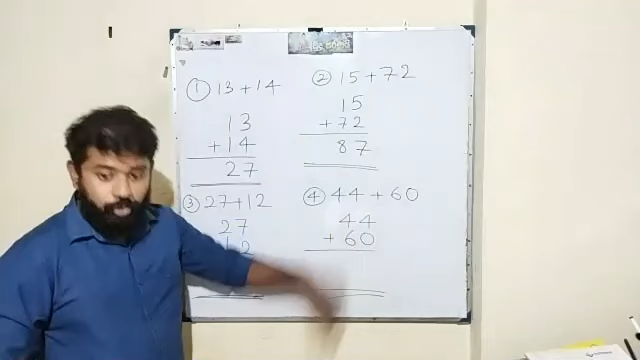 ① 13 + 14
13
+ 14
27
② 15 + 72
15
+ 72
87
③ 27 + 12
27
12
④ 44 + 60
44
+ 60